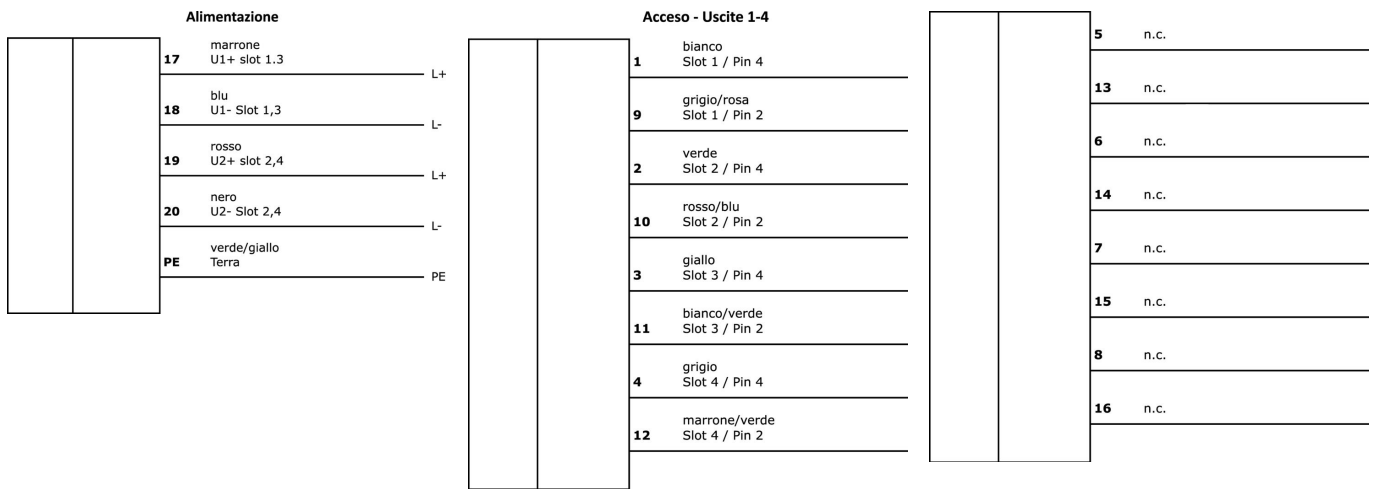 Alimentazione
marrone
17 U1+ slot 1.3
L+
blu
18 U1- Slot 1,3
L-
rosso
19 U2+ slot 2,4
L+
nero
20 U2- Slot 2,4
L-
verde/giallo
PE Terra
PE
Acceso - Uscite 1-4
bianco
1 Slot 1 / Pin 4
grigio/rosa
9 Slot 1 / Pin 2
verde
2 Slot 2 / Pin 4
rosso/blu
10 Slot 2 / Pin 2
giallo
3 Slot 3 / Pin 4
bianco/verde
11 Slot 3 / Pin 2
grigio
4 Slot 4 / Pin 4
marrone/verde
12 Slot 4 / Pin 2
5 n.c.
13 n.c.
6 n.c.
14 n.c.
7 n.c.
15 n.c.
8 n.c.
16 n.c.